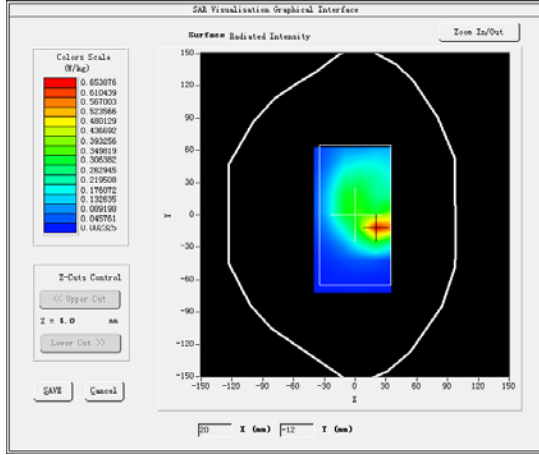 SAR Visualisation Graphical Interface
Surface Radiated Intensity
Zoom In/Out
Colors Scale
(W/kg)
0.653876
0.610439
0.567003
0.523566
0.480129
0.436692
0.393256
0.349819
0.306382
0.262945
0.219508
0.176072
0.132635
0.089198
0.045761
0.002325
Z-Cuts Control
<< Upper Cut
Z = 4.0 mm
Lower Cut >>
SAVE
Cancel
150
90
60
30
0
-30
-60
-90
-150
Y
-150 -120 -90 -60 -30 0 30 60 90 120 150
X
20 X (mm) -12 Y (mm)